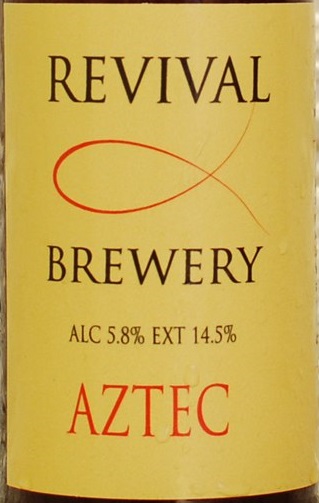 REVIVAL
BREWERY
ALC 5.8% EXT 14.5%
AZTEC